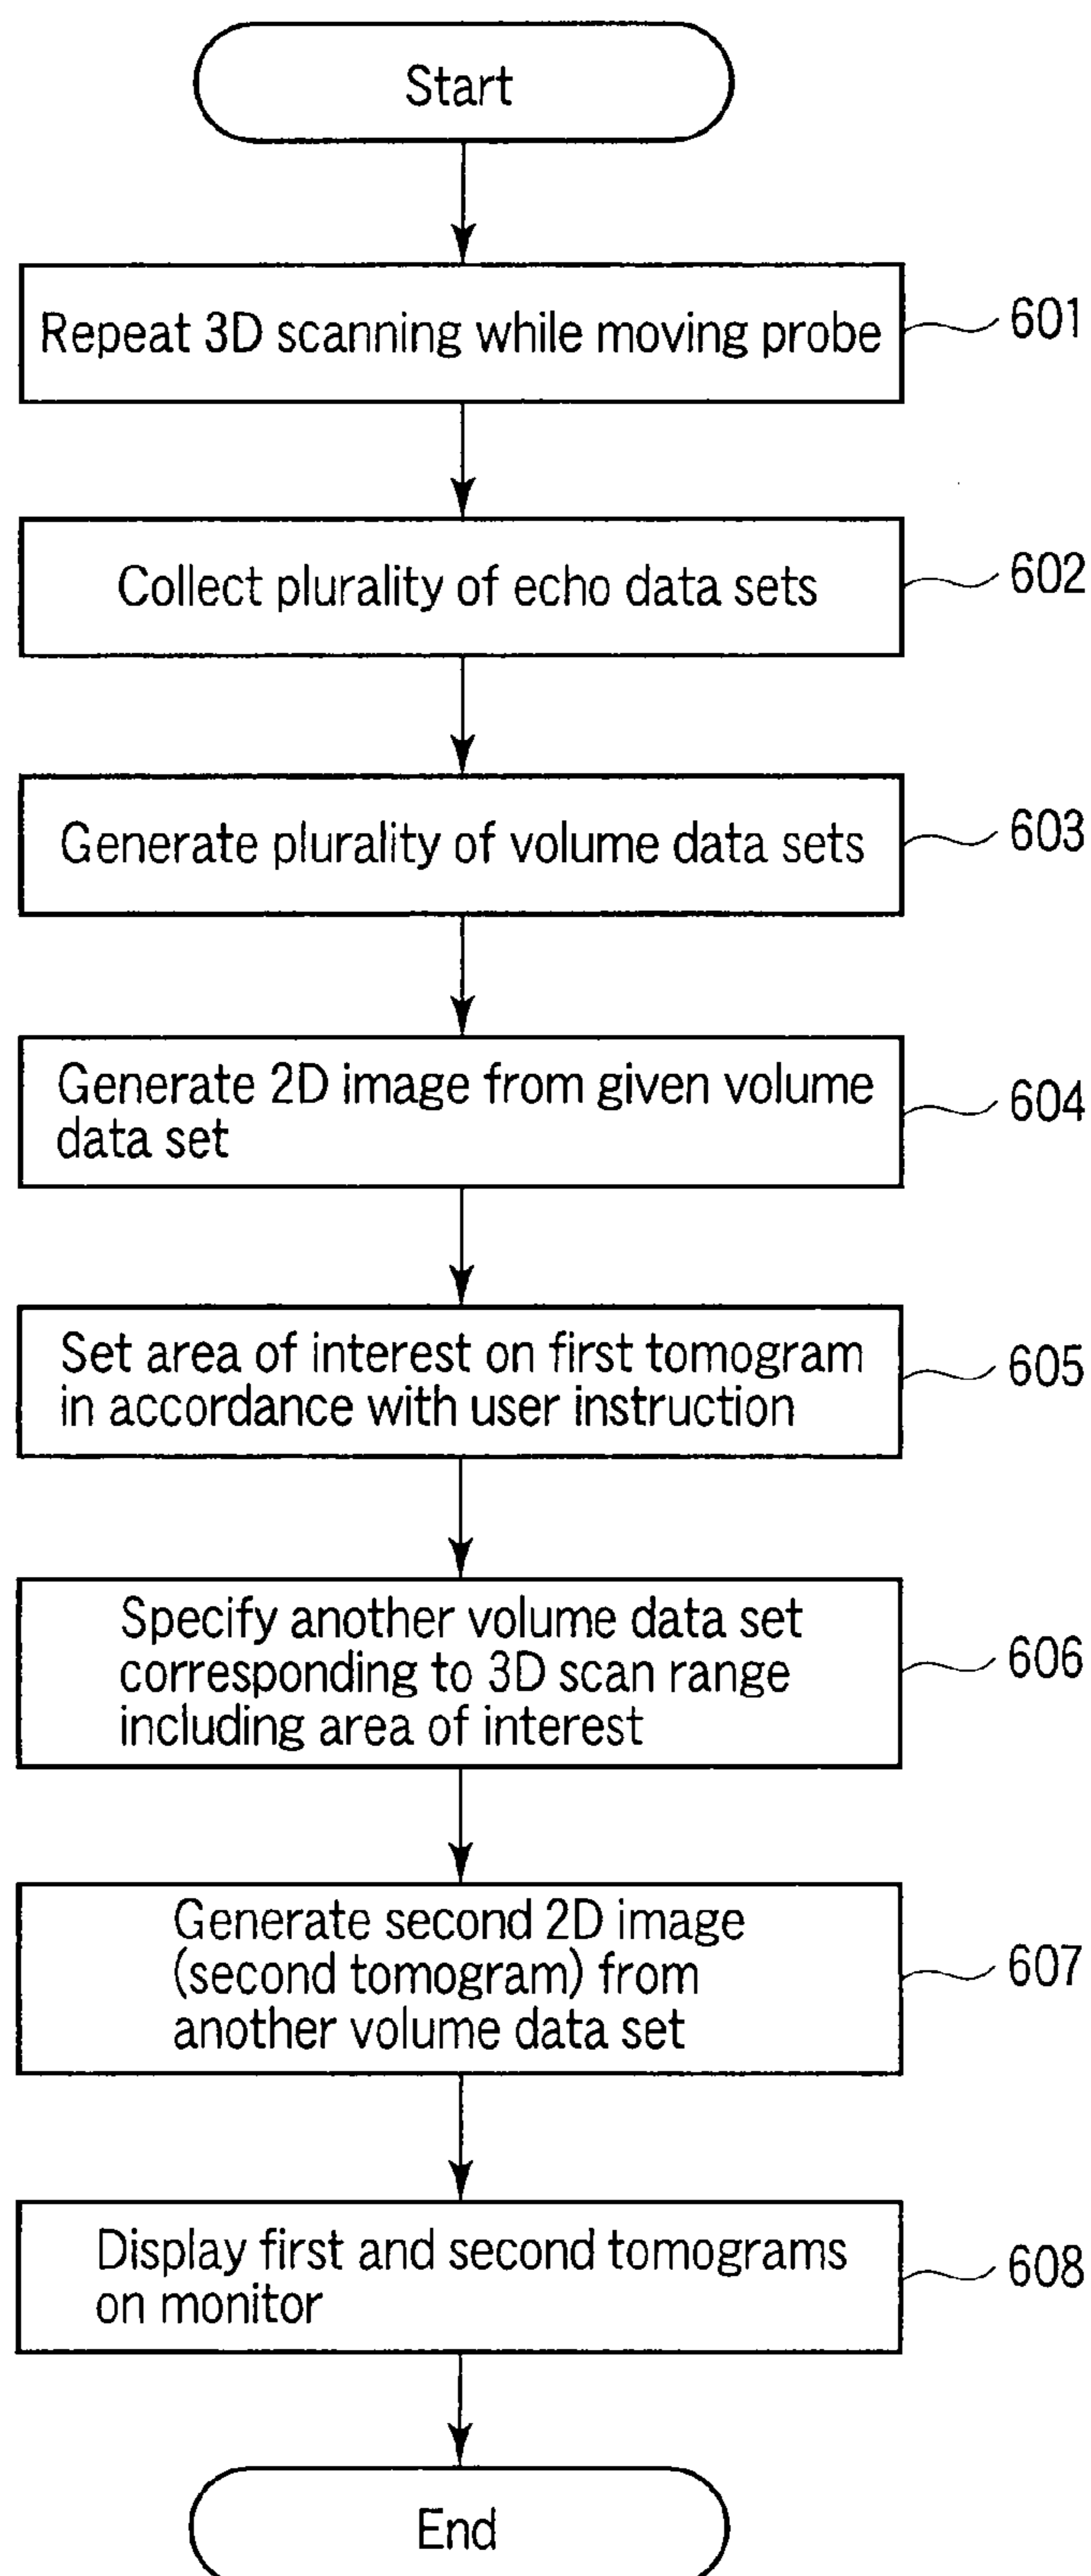 Start
Repeat 3D scanning while moving probe
601
Collect plurality of echo data sets
602
Generate plurality of volume data sets
603
Generate 2D image from given volume
data set
604
Set area of interest on first tomogram
in accordance with user instruction
605
Specify another volume data set
corresponding to 3D scan range
including area of interest
606
Generate second 2D image
(second tomogram) from
another volume data set
607
Display first and second tomograms
on monitor
608
End